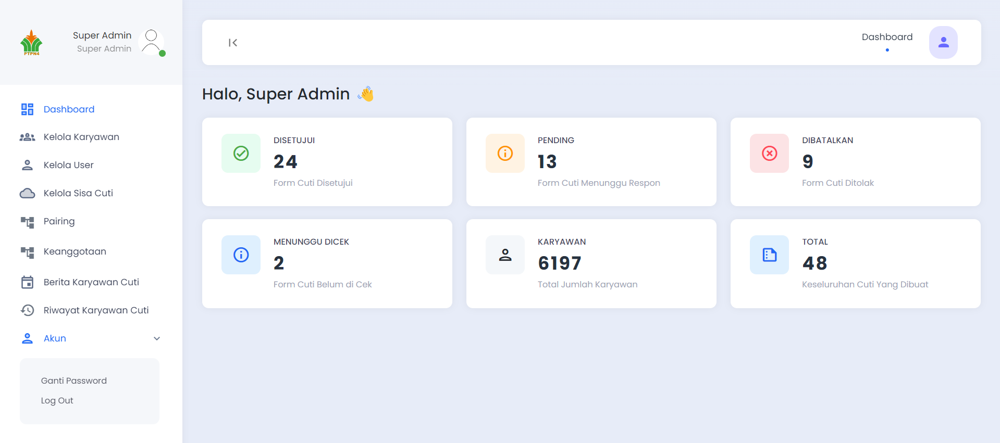 PTPN4
Super Admin
Super Admin
Dashboard
Kelola Karyawan
Kelola User
Kelola Sisa Cuti
Pairing
Keanggotaan
Berita Karyawan Cuti
Riwayat Karyawan Cuti
Akun
Ganti Password
Log Out
Dashboard
Halo, Super Admin 👋
DISETUJUI
24
Form Cuti Disetujui
PENDING
13
Form Cuti Menunggu Respon
DIBATALKAN
9
Form Cuti Ditolak
MENUNGGU DICEK
2
Form Cuti Belum di Cek
KARYAWAN
6197
Total Jumlah Karyawan
TOTAL
48
Keseluruhan Cuti Yang Dibuat